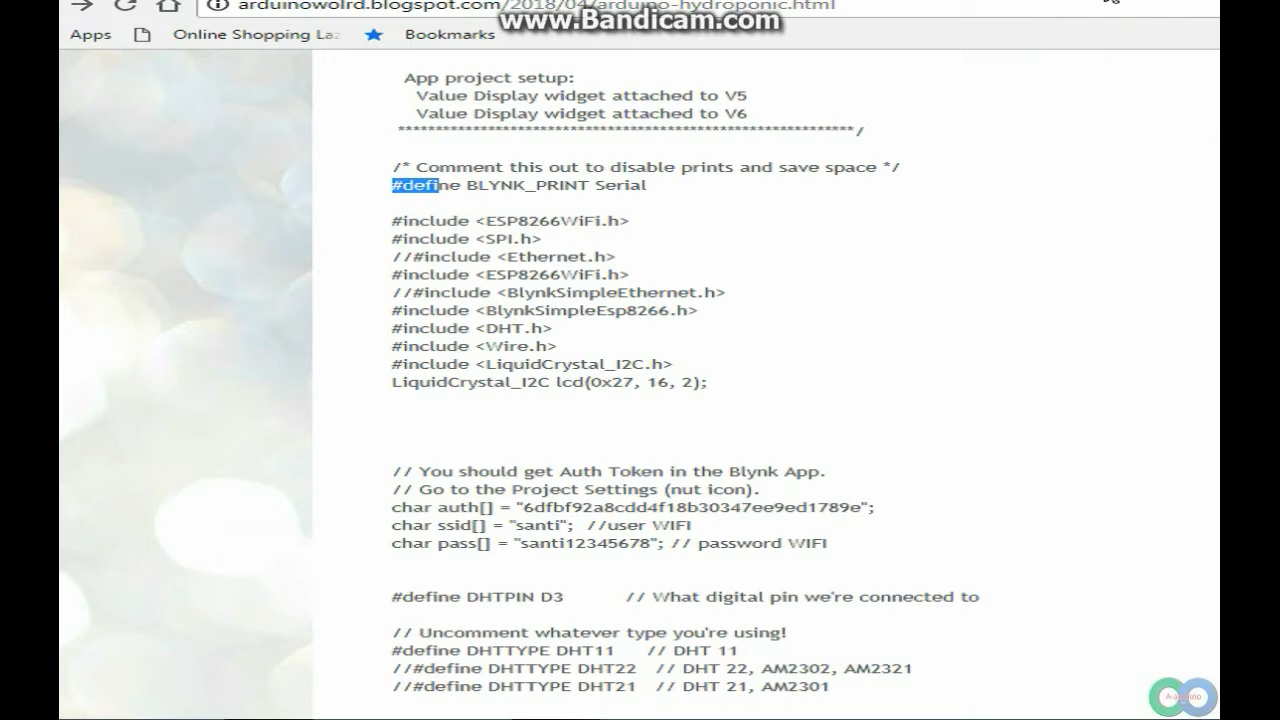 arduinowolrd.blogspot.com/2018/04/arduino-hydroponic.html
www.Bandicam.com
Apps
Online Shopping Laz
Bookmarks
App project setup:
Value Display widget attached to V5
Value Display widget attached to V6
*************************************************************/
/* Comment this out to disable prints and save space */
#define BLYNK_PRINT Serial
#include <ESP8266WiFi.h>
#include <SPI.h>
//#include <Ethernet.h>
#include <ESP8266WiFi.h>
//#include <BlynkSimpleEthernet.h>
#include <BlynkSimpleEsp8266.h>
#include <DHT.h>
#include <Wire.h>
#include <LiquidCrystal_I2C.h>
LiquidCrystal_I2C lcd(0x27, 16, 2);
// You should get Auth Token in the Blynk App.
// Go to the Project Settings (nut icon).
char auth[] = "6dfbf92a8cdd4f18b30347ee9ed1789e";
char ssid[] = "santi"; //user WIFI
char pass[] = "santi12345678"; // password WIFI
#define DHTPIN D3 // What digital pin we're connected to
// Uncomment whatever type you're using!
#define DHTTYPE DHT11 // DHT 11
//#define DHTTYPE DHT22 // DHT 22, AM2302, AM2321
//#define DHTTYPE DHT21 // DHT 21, AM2301